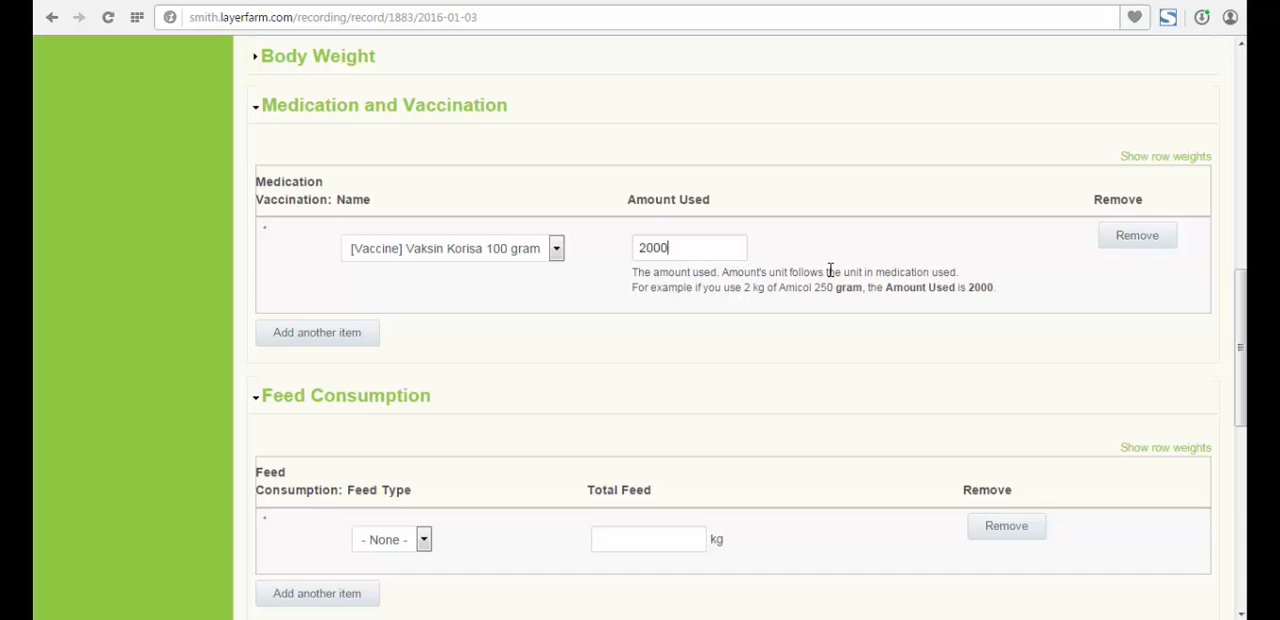 smith.layerfarm.com/recording/record/1883/2016-01-03
Body Weight
Medication and Vaccination
Show row weights
Medication
Vaccination: Name Amount Used Remove
[Vaccine] Vaksin Korisa 100 gram 2000 Remove
The amount used. Amount's unit follows the unit in medication used.
For example if you use 2 kg of Amicol 250 gram, the Amount Used is 2000.
Add another item
Feed Consumption
Show row weights
Feed
Consumption: Feed Type Total Feed Remove
- None - kg Remove
Add another item